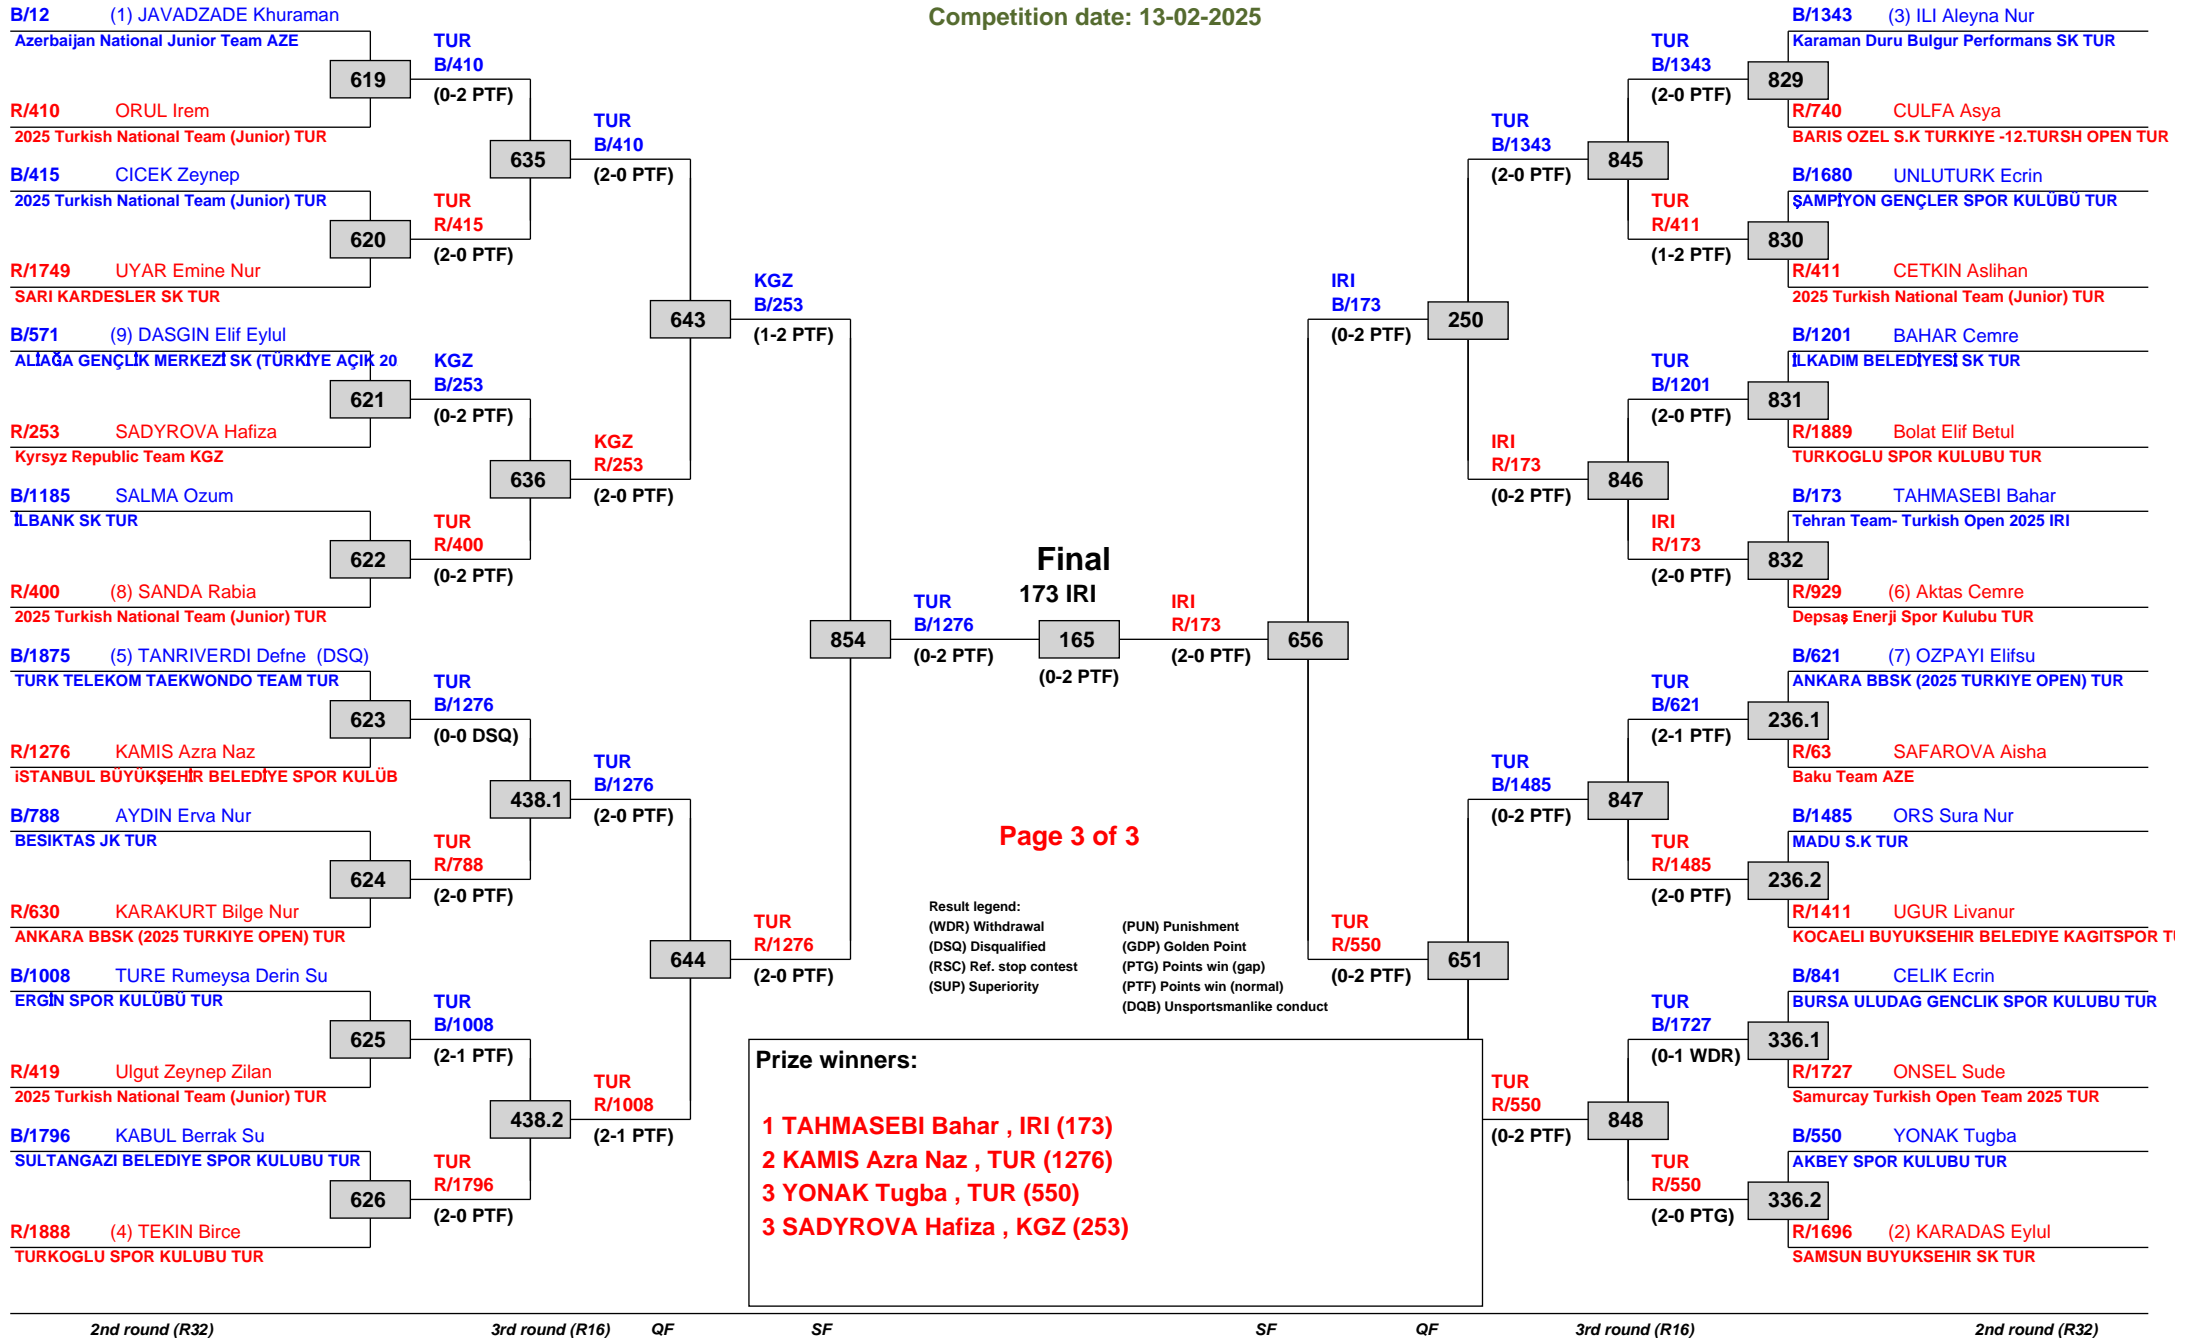 Competition date: 13-02-2025
B/12 (1) JAVADZADE Khuraman
Azerbaijan National Junior Team AZE
619
R/410 ORUL Irem
2025 Turkish National Team (Junior) TUR
B/415 CICEK Zeynep
2025 Turkish National Team (Junior) TUR
620
R/1749 UYAR Emine Nur
SARI KARDESLER SK TUR
B/571 (9) DASGIN Elif Eylul
ALİAĞA GENÇLİK MERKEZİ SK (TÜRKİYE AÇIK 20
621
R/253 SADYROVA Hafiza
Kyrsyz Republic Team KGZ
B/1185 SALMA Ozum
İLBANK SK TUR
622
R/400 (8) SANDA Rabia
2025 Turkish National Team (Junior) TUR
B/1875 (5) TANRIVERDI Defne (DSQ)
TURK TELEKOM TAEKWONDO TEAM TUR
623
R/1276 KAMIS Azra Naz
iSTANBUL BÜYÜKŞEHİR BELEDİYE SPOR KULÜB
B/788 AYDIN Erva Nur
BESIKTAS JK TUR
624
R/630 KARAKURT Bilge Nur
ANKARA BBSK (2025 TURKIYE OPEN) TUR
B/1008 TURE Rumeysa Derin Su
ERGİN SPOR KULÜBÜ TUR
625
R/419 Ulgut Zeynep Zilan
2025 Turkish National Team (Junior) TUR
B/1796 KABUL Berrak Su
SULTANGAZI BELEDIYE SPOR KULUBU TUR
626
R/1888 (4) TEKIN Birce
TURKOGLU SPOR KULUBU TUR
TUR
B/410
(0-2 PTF)
635
TUR
R/415
(2-0 PTF)
KGZ
B/253
(0-2 PTF)
636
TUR
R/400
(0-2 PTF)
TUR
B/1276
(0-0 DSQ)
438.1
TUR
R/788
(2-0 PTF)
TUR
B/1008
(2-1 PTF)
438.2
TUR
R/1796
(2-0 PTF)
TUR
B/410
(2-0 PTF)
643
KGZ
R/253
(2-0 PTF)
TUR
B/1276
(2-0 PTF)
644
TUR
R/1008
(2-1 PTF)
KGZ
B/253
(1-2 PTF)
854
TUR
R/1276
(2-0 PTF)
TUR
B/1276
(0-2 PTF)
Final
173 IRI
165
(0-2 PTF)
IRI
R/173
(2-0 PTF)
IRI
B/173
(0-2 PTF)
656
TUR
R/550
(0-2 PTF)
TUR
B/1343
(2-0 PTF)
250
IRI
R/173
(0-2 PTF)
TUR
B/1485
(0-2 PTF)
651
TUR
R/550
(0-2 PTF)
TUR
B/1343
(2-0 PTF)
845
TUR
R/411
(1-2 PTF)
TUR
B/1201
(2-0 PTF)
846
IRI
R/173
(2-0 PTF)
TUR
B/621
(2-1 PTF)
847
TUR
R/1485
(2-0 PTF)
TUR
B/1727
(0-1 WDR)
848
TUR
R/550
(2-0 PTG)
B/1343 (3) ILI Aleyna Nur
Karaman Duru Bulgur Performans SK TUR
829
R/740 CULFA Asya
BARIS OZEL S.K TURKIYE -12.TURSH OPEN TUR
B/1680 UNLUTURK Ecrin
ŞAMPİYON GENÇLER SPOR KULÜBÜ TUR
830
R/411 CETKIN Aslihan
2025 Turkish National Team (Junior) TUR
B/1201 BAHAR Cemre
İLKADIM BELEDİYESİ SK TUR
831
R/1889 Bolat Elif Betul
TURKOGLU SPOR KULUBU TUR
B/173 TAHMASEBI Bahar
Tehran Team- Turkish Open 2025 IRI
832
R/929 (6) Aktas Cemre
Depsaş Enerji Spor Kulubu TUR
B/621 (7) OZPAYI Elifsu
ANKARA BBSK (2025 TURKIYE OPEN) TUR
236.1
R/63 SAFAROVA Aisha
Baku Team AZE
B/1485 ORS Sura Nur
MADU S.K TUR
236.2
R/1411 UGUR Livanur
KOCAELI BUYUKSEHIR BELEDIYE KAGITSPOR TU
B/841 CELIK Ecrin
BURSA ULUDAG GENCLIK SPOR KULUBU TUR
336.1
R/1727 ONSEL Sude
Samurcay Turkish Open Team 2025 TUR
B/550 YONAK Tugba
AKBEY SPOR KULUBU TUR
336.2
R/1696 (2) KARADAS Eylul
SAMSUN BUYUKSEHIR SK TUR
Page 3 of 3
Result legend:
(WDR) Withdrawal (PUN) Punishment
(DSQ) Disqualified (GDP) Golden Point
(RSC) Ref. stop contest (PTG) Points win (gap)
(SUP) Superiority (PTF) Points win (normal)
(DQB) Unsportsmanlike conduct
Prize winners:
1 TAHMASEBI Bahar , IRI (173)
2 KAMIS Azra Naz , TUR (1276)
3 YONAK Tugba , TUR (550)
3 SADYROVA Hafiza , KGZ (253)
2nd round (R32) 3rd round (R16) QF SF SF QF 3rd round (R16) 2nd round (R32)